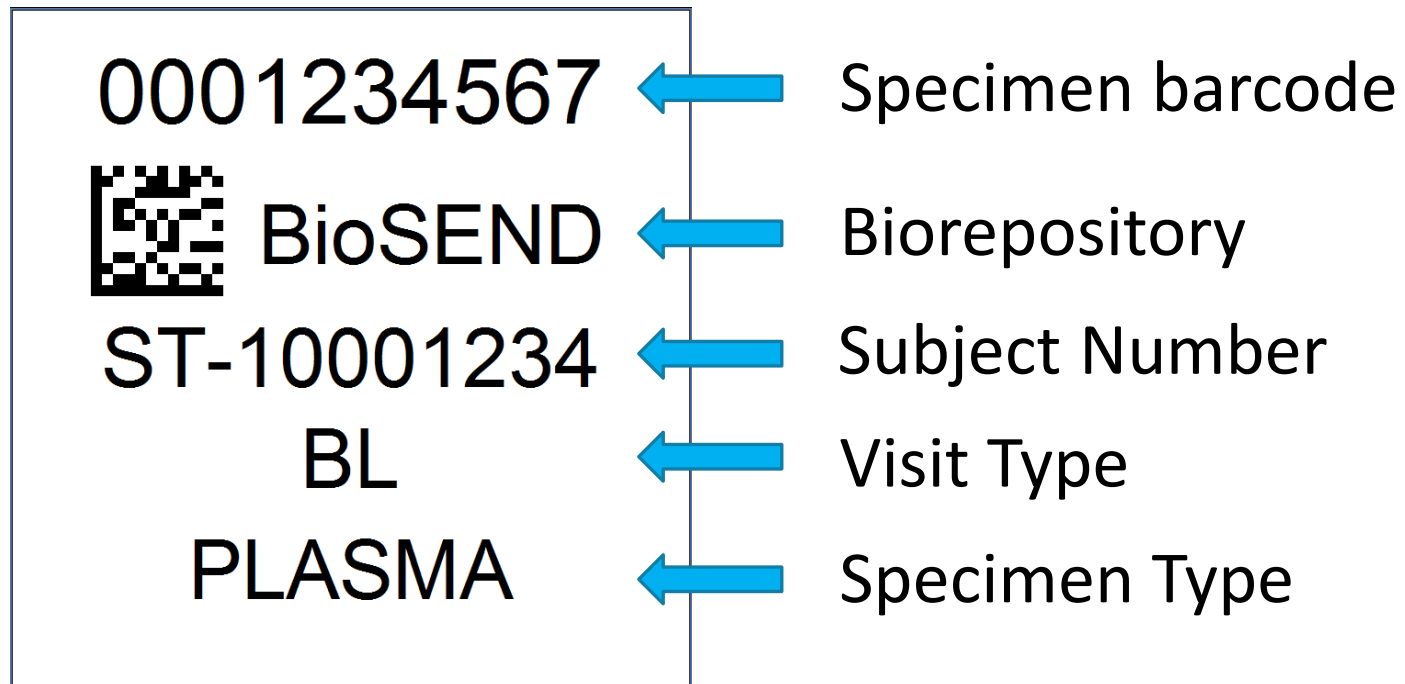 0001234567 Specimen barcode
BioSEND Biorepository
ST-10001234 Subject Number
BL Visit Type
PLASMA Specimen Type